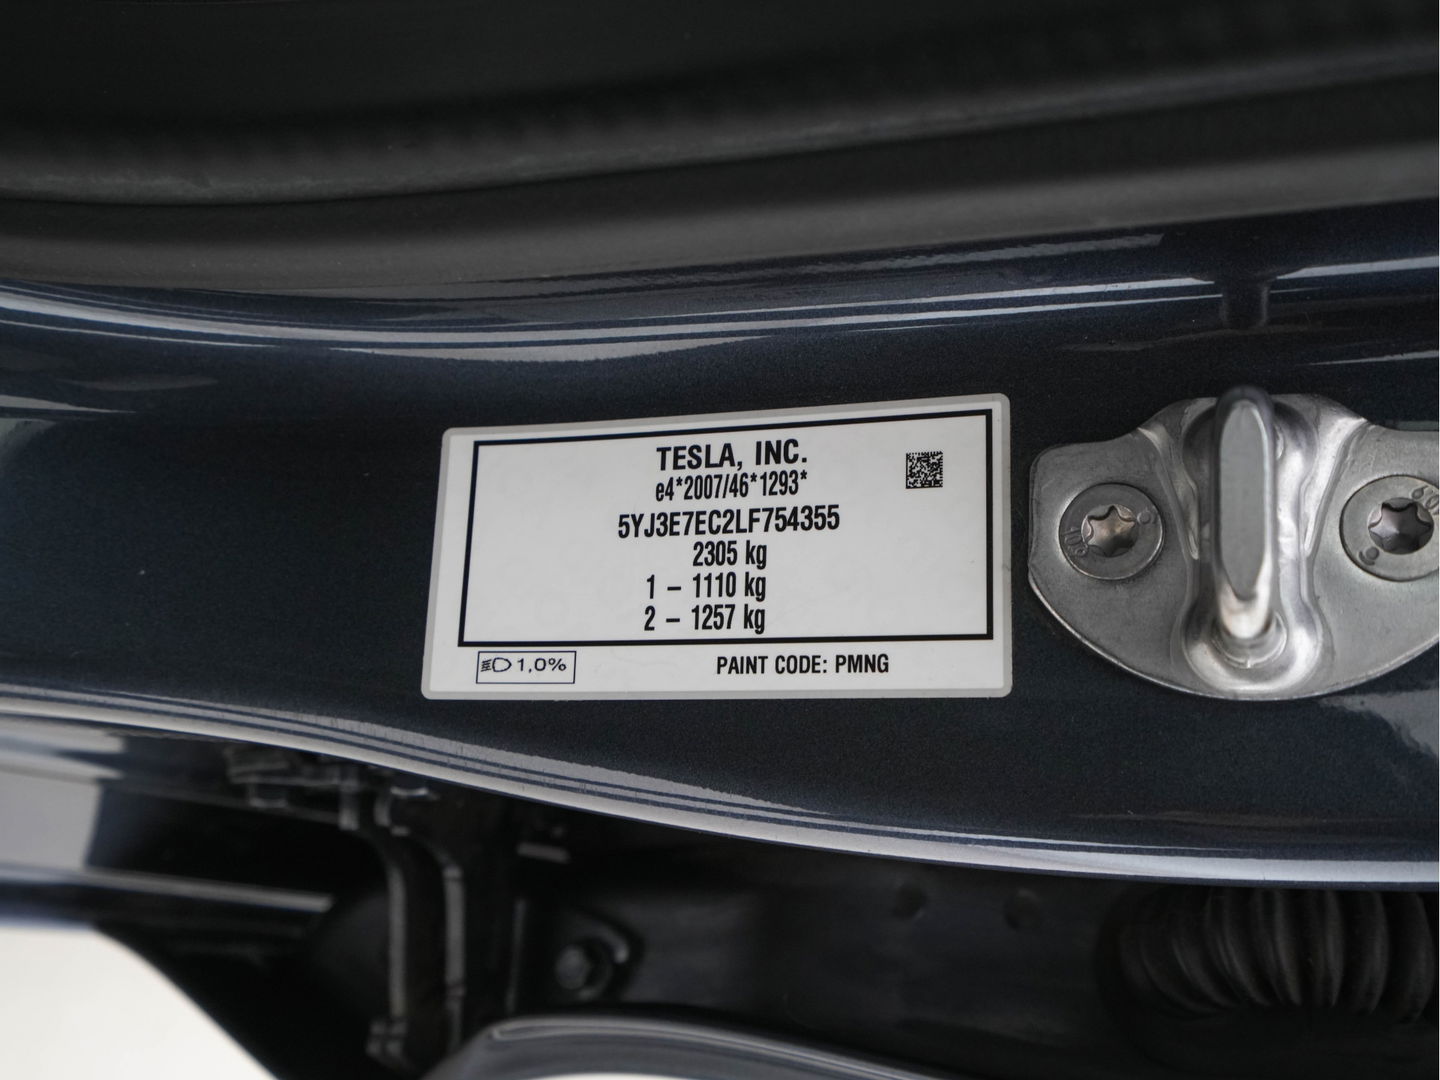 TESLA, INC.
e4*2007/46*1293*
5YJ3E7EC2LF754355
2305 kg
1 – 1110 kg
2 – 1257 kg
1,0%
PAINT CODE: PMNG